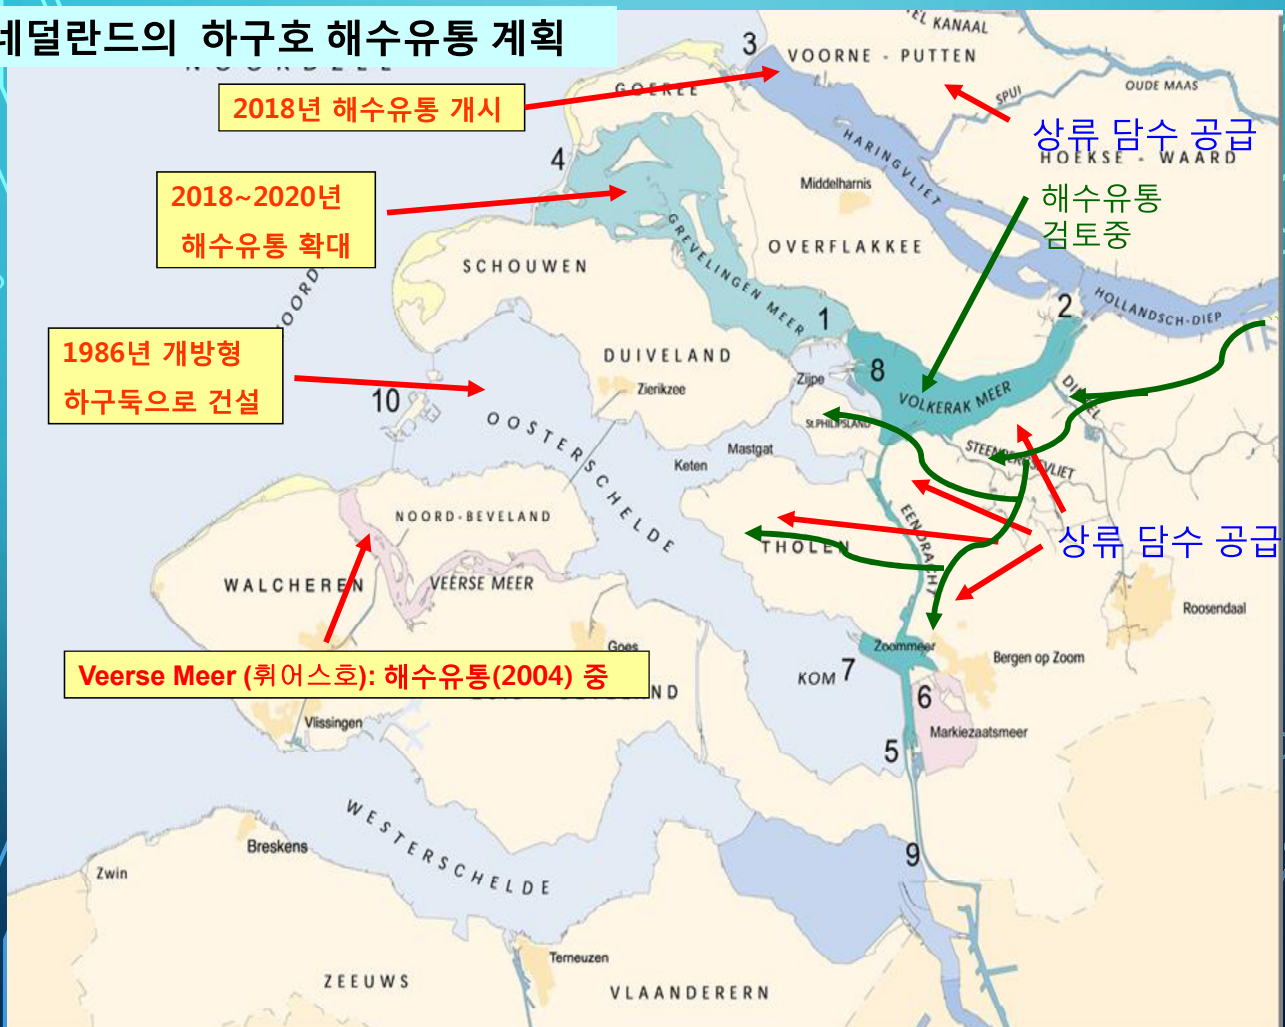 네덜란드의 하구호 해수유통 계획
3
VOORNE - PUTTEN
SPUI
OUDE MAAS
2018년 해수유통 개시
GOEREE
상류 담수 공급
HOEKSE - WAARD
HARINGVLIET
4
Middelharnis
2018~2020년
해수유통 확대
해수유통
검토중
GREVELINGEN MEER
OVERFLAKKEE
SCHOUWEN
HOLLANDSCH-DIEP
2
1
1986년 개방형
하구둑으로 건설
DUIVELAND
Zierikzee
Zijpe
8
VOLKERAK MEER
10
OOSTERSCHELDE
St.PHILIPSLAND
Mastgat
Keten
EENDRACHT
NOORD-BEVELAND
THOLEN
상류 담수 공급
WALCHEREN
VEERSE MEER
Roosendaal
Goes
Zoommeer
Bergen op Zoom
Veerse Meer (휘어스호): 해수유통(2004) 중
KOM
7
6
Vlissingen
Markiezaatsmeer
5
WESTERSCHELDE
Breskens
9
Zwin
Terneuzen
ZEEUWS
VLAANDERERN